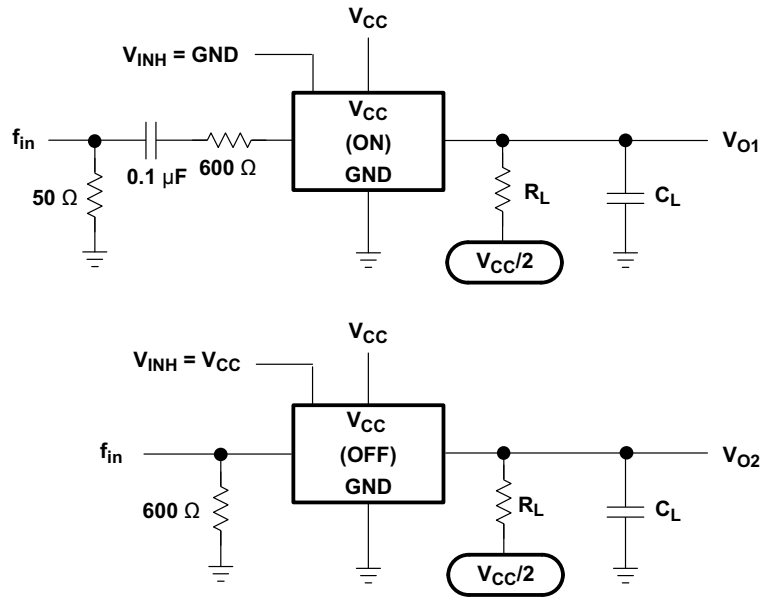 VCC
VINH = GND
fin
VCC
(ON)
GND
VO1
0.1 µF
600 Ω
50 Ω
RL
CL
VCC/2
VCC
VINH = VCC
fin
VCC
(OFF)
GND
VO2
600 Ω
RL
CL
VCC/2